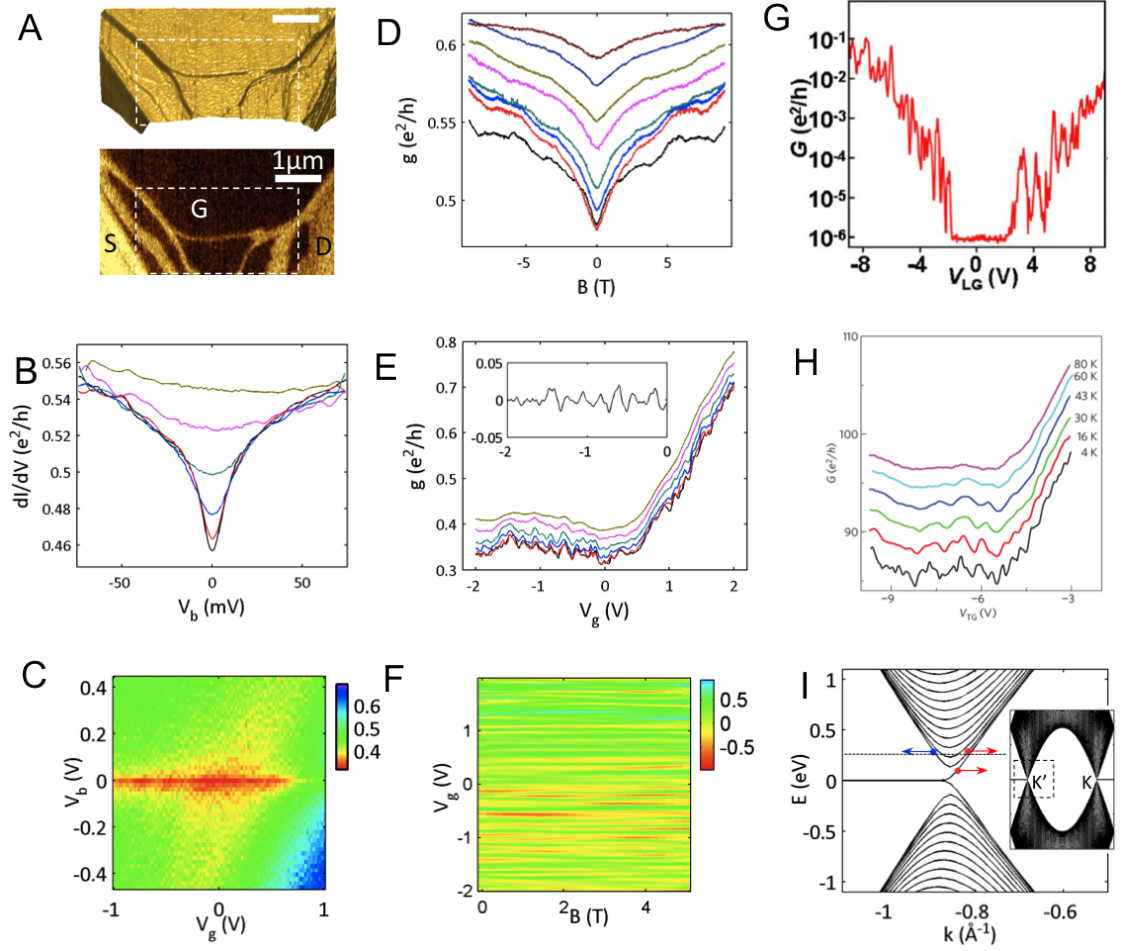 A
1μm
G
S
D
B
dI/dV (e²/h)
0.56
0.54
0.52
0.5
0.48
0.46
-50
0
50
V_b (mV)
C
V_b (V)
0.4
0.2
0
-0.2
-0.4
-1
0
1
V_g (V)
0.6
0.5
0.4
D
g (e²/h)
0.6
0.55
0.5
-5
0
5
B (T)
E
g (e²/h)
0.8
0.7
0.6
0.5
0.4
0.3
-2
-1
0
1
2
V_g (V)
0.05
0
-0.05
-2
-1
0
F
V_g (V)
1
0
-1
-2
0
2
4
B (T)
0.5
0
-0.5
G
G (e²/h)
10⁻¹
10⁻²
10⁻³
10⁻⁴
10⁻⁵
10⁻⁶
-8
-4
0
4
8
V_LG (V)
H
G (e²/h)
110
100
90
80 K
60 K
43 K
30 K
16 K
4 K
−9
−6
−3
V_TG (V)
I
E (eV)
1
0.5
0
-0.5
-1
-1
-0.8
-0.6
k (Å⁻¹)
K'
K